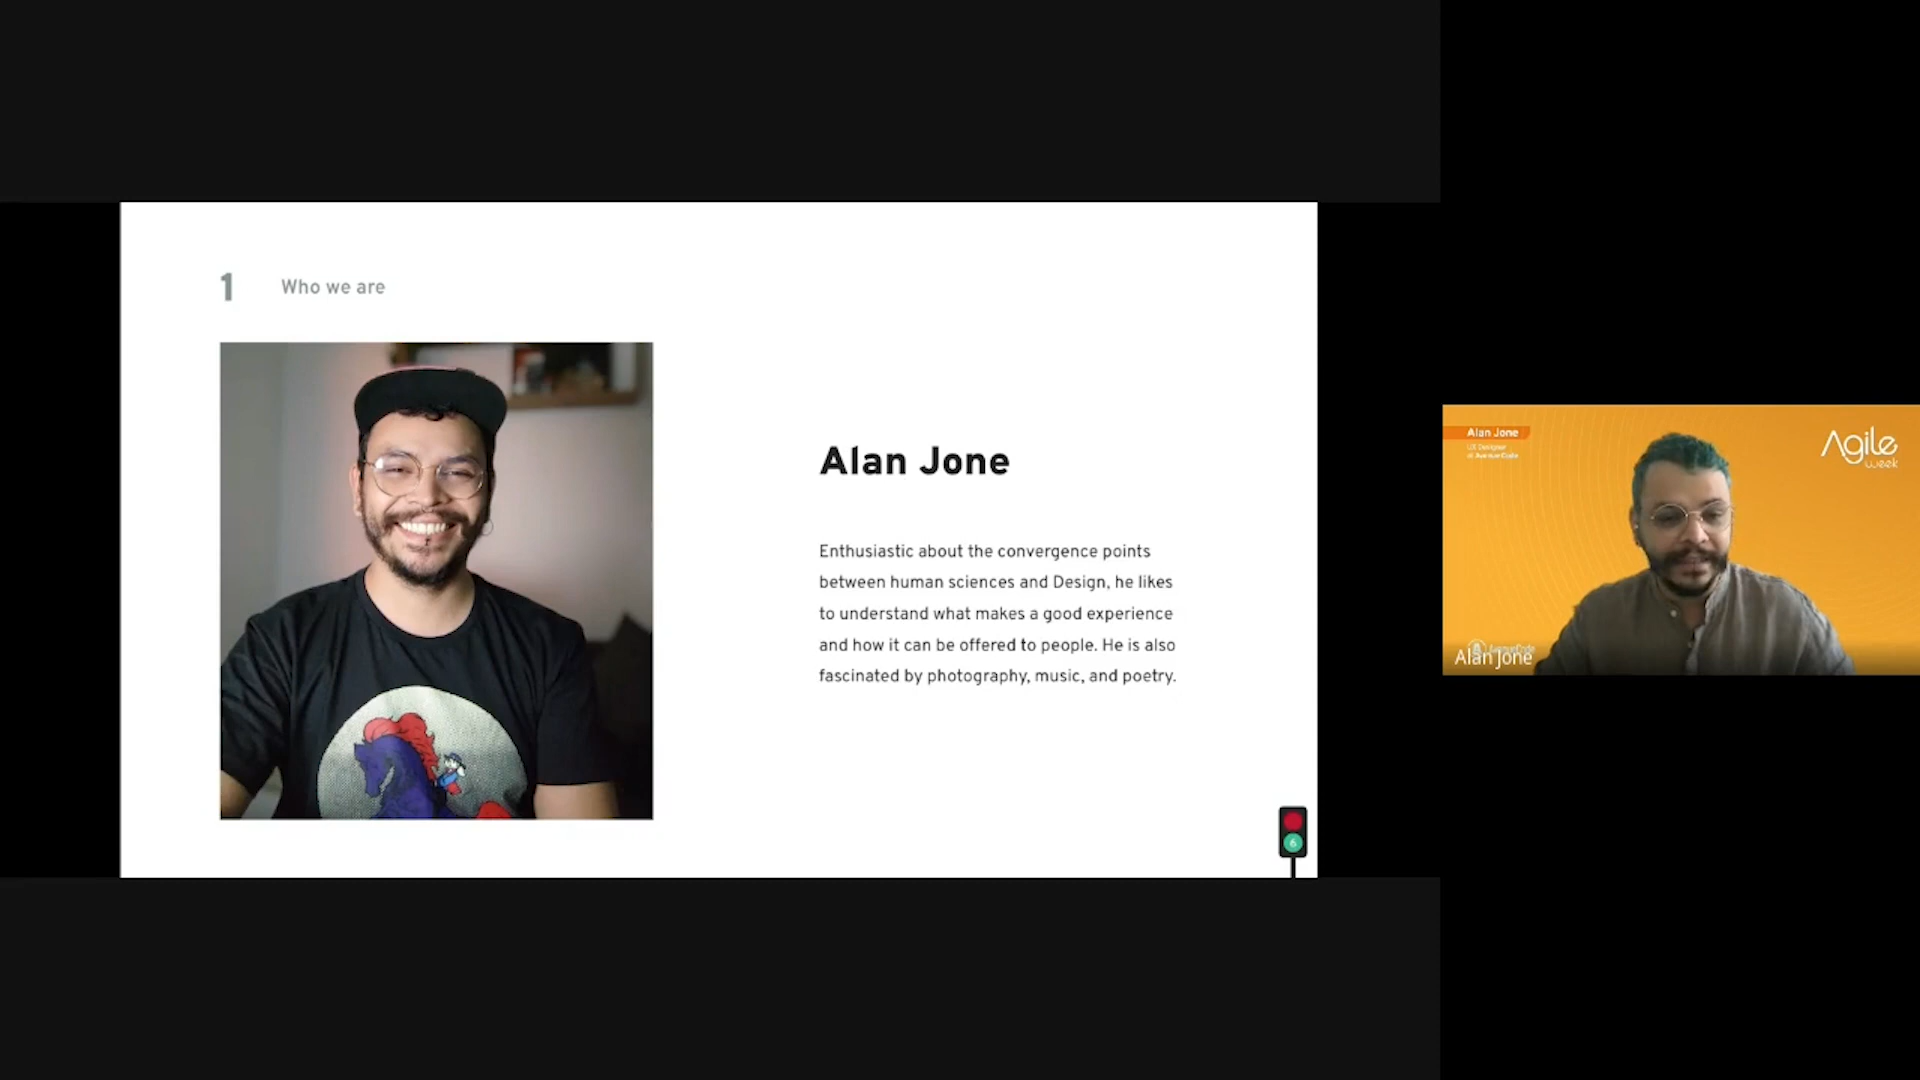 1 Who we are
Alan Jone
Enthusiastic about the convergence points
between human sciences and Design, he likes
to understand what makes a good experience
and how it can be offered to people. He is also
fascinated by photography, music, and poetry.
6
Alan Jone
UX Designer
at AvenueCode
Agile
week
AvenueCode
Alan Jone